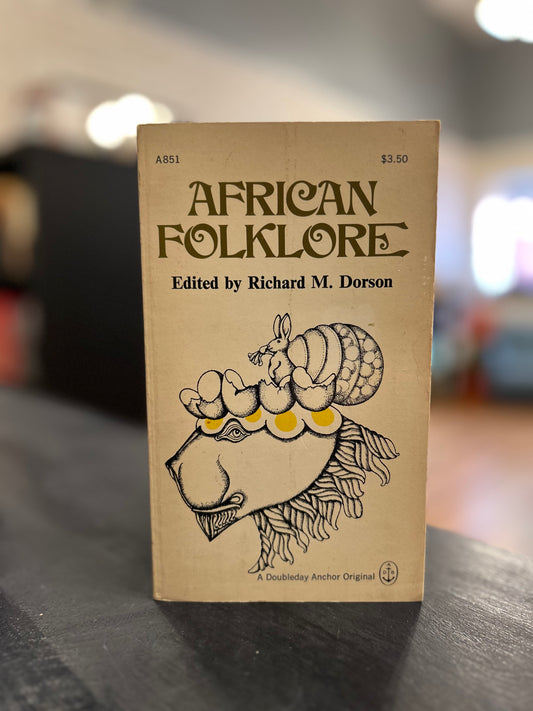 A851 $3.50
AFRICAN
FOLKLORE
Edited by Richard M. Dorson
A Doubleday Anchor Original